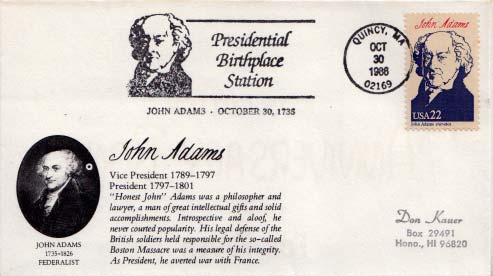 Presidential
Birthplace
Station
JOHN ADAMS · OCTOBER 30, 1735
QUINCY, MA
OCT
30
1986
02169
John Adams
USA 22
John Adams
Vice President 1789–1797
President 1797–1801
"Honest John" Adams was a philosopher and
lawyer, a man of great intellectual gifts and solid
accomplishments. Introspective and aloof, he
never courted popularity. His legal defense of the
British soldiers held responsible for the so-called
Boston Massacre was a measure of his integrity.
As President, he averted war with France.
JOHN ADAMS
1735–1826
FEDERALIST
Don Kauer
Box 29491
Hono., HI 96820